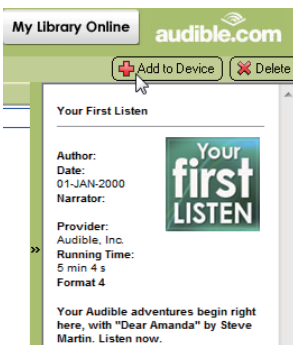 My Library Online
audible.com
Add to Device
Delete
Your First Listen
Author:
Date:
01-JAN-2000
Narrator:
Your
first
LISTEN
Provider:
Audible, Inc.
Running Time:
5 min 4 s
Format 4
»
Your Audible adventures begin right
here, with "Dear Amanda" by Steve
Martin. Listen now.